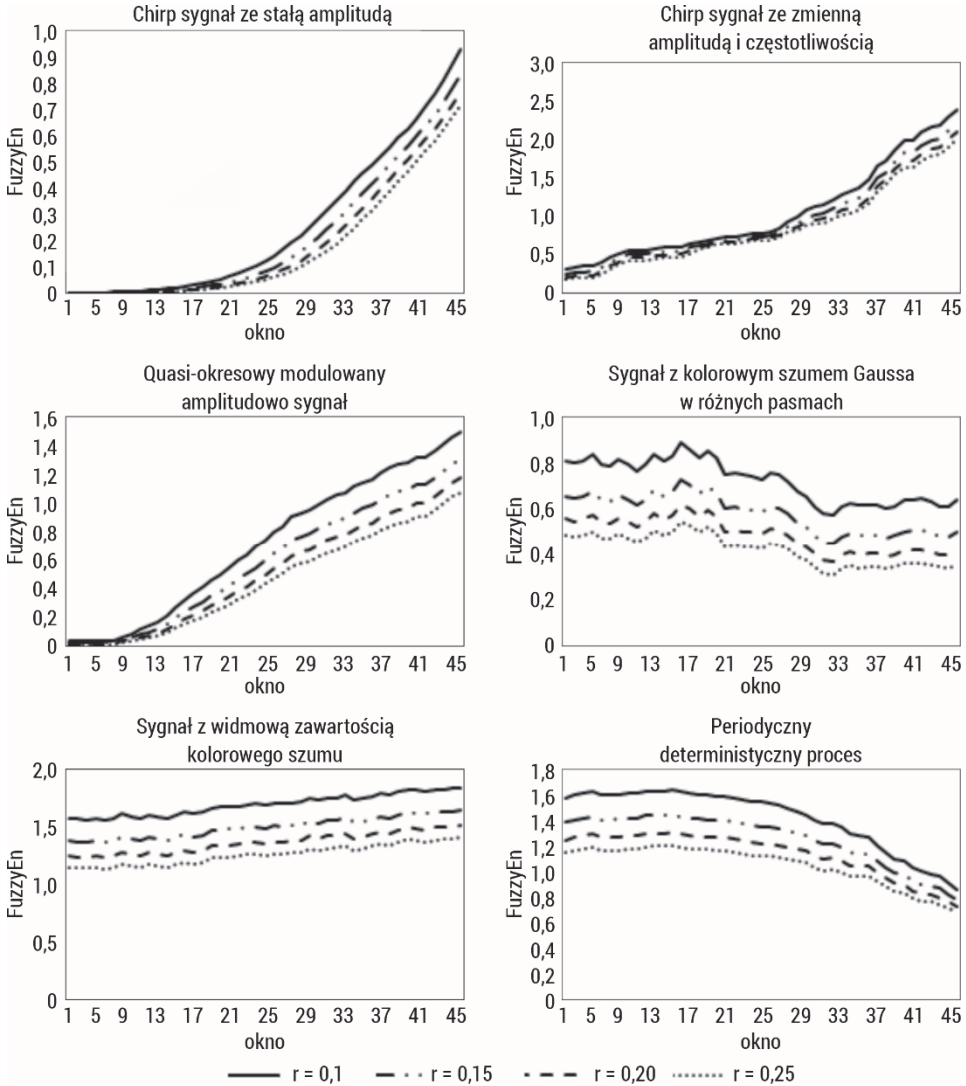 Chirp sygnał ze stałą amplitudą
FuzzyEn
1,0
0,8
0,7
0,6
0,5
0,4
0,3
0,2
0,1
0
1 5 9 13 17 21 25 29 33 37 41 45
okno
Chirp sygnał ze zmienną
amplitudą i częstotliwością
FuzzyEn
3,0
2,5
2,0
1,5
1,0
0,5
0
1 5 9 13 17 21 25 29 33 37 41 45
okno
Quasi-okresowy modulowany
amplitudowo sygnał
FuzzyEn
1,6
1,4
1,2
1,0
0,8
0,6
0,4
0,2
0
1 5 9 13 17 21 25 29 33 37 41 45
okno
Sygnał z kolorowym szumem Gaussa
w różnych pasmach
FuzzyEn
1,0
0,8
0,6
0,4
0,2
0
1 5 9 13 17 21 25 29 33 37 41 45
okno
Sygnał z widmową zawartością
kolorowego szumu
FuzzyEn
2,0
1,5
1,0
0,5
0
1 5 9 13 17 21 25 29 33 37 41 45
okno
Periodyczny
deterministyczny proces
FuzzyEn
1,8
1,6
1,4
1,2
1,0
0,8
0,6
0,4
0,2
0
1 5 9 13 17 21 25 29 33 37 41 45
okno
r = 0,1 r = 0,15 r = 0,20 r = 0,25